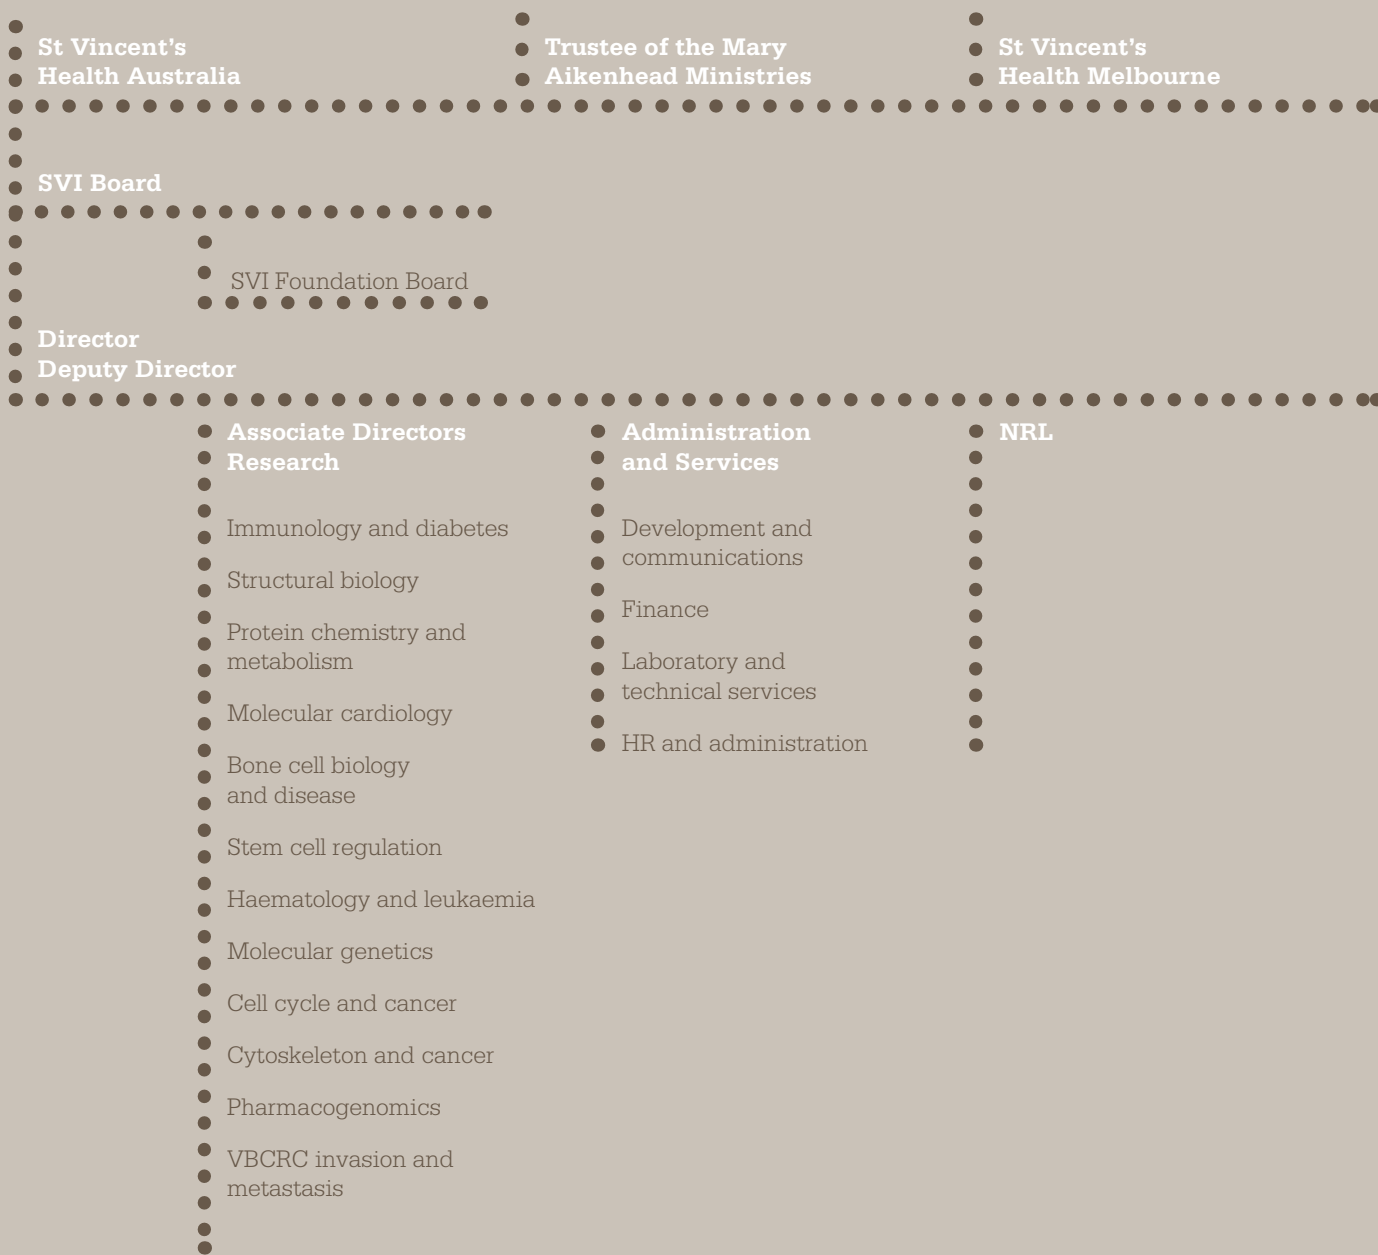 St Vincent’s
Health Australia
Trustee of the Mary
Aikenhead Ministries
St Vincent’s
Health Melbourne
SVI Board
SVI Foundation Board
Director
Deputy Director
Associate Directors
Research
Immunology and diabetes
Structural biology
Protein chemistry and
metabolism
Molecular cardiology
Bone cell biology
and disease
Stem cell regulation
Haematology and leukaemia
Molecular genetics
Cell cycle and cancer
Cytoskeleton and cancer
Pharmacogenomics
VBCRC invasion and
metastasis
Administration
and Services
Development and
communications
Finance
Laboratory and
technical services
HR and administration
NRL